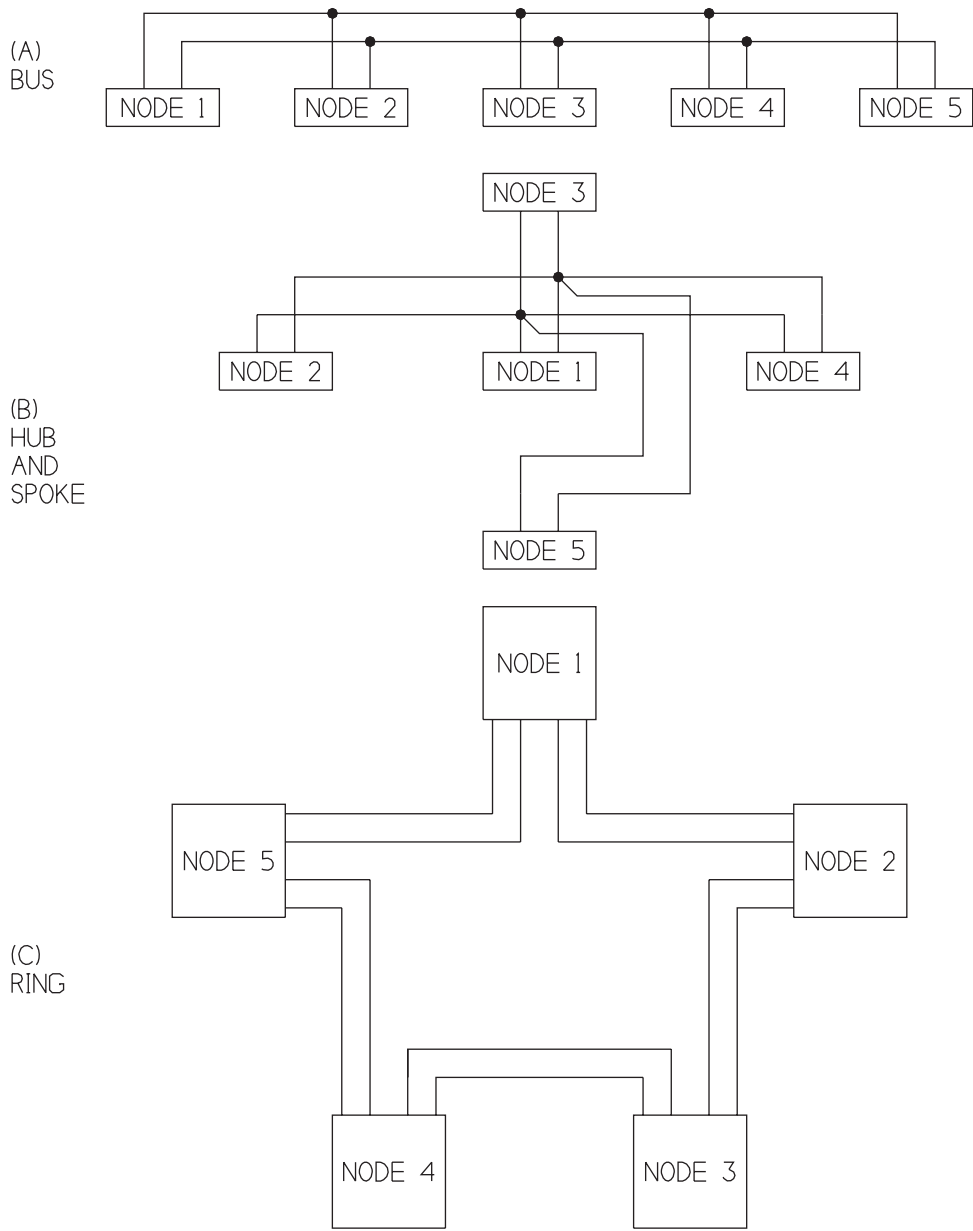 (A)
BUS
NODE 1
NODE 2
NODE 3
NODE 4
NODE 5
NODE 3
NODE 2
NODE 1
NODE 4
(B)
HUB
AND
SPOKE
NODE 5
NODE 1
NODE 5
NODE 2
(C)
RING
NODE 4
NODE 3